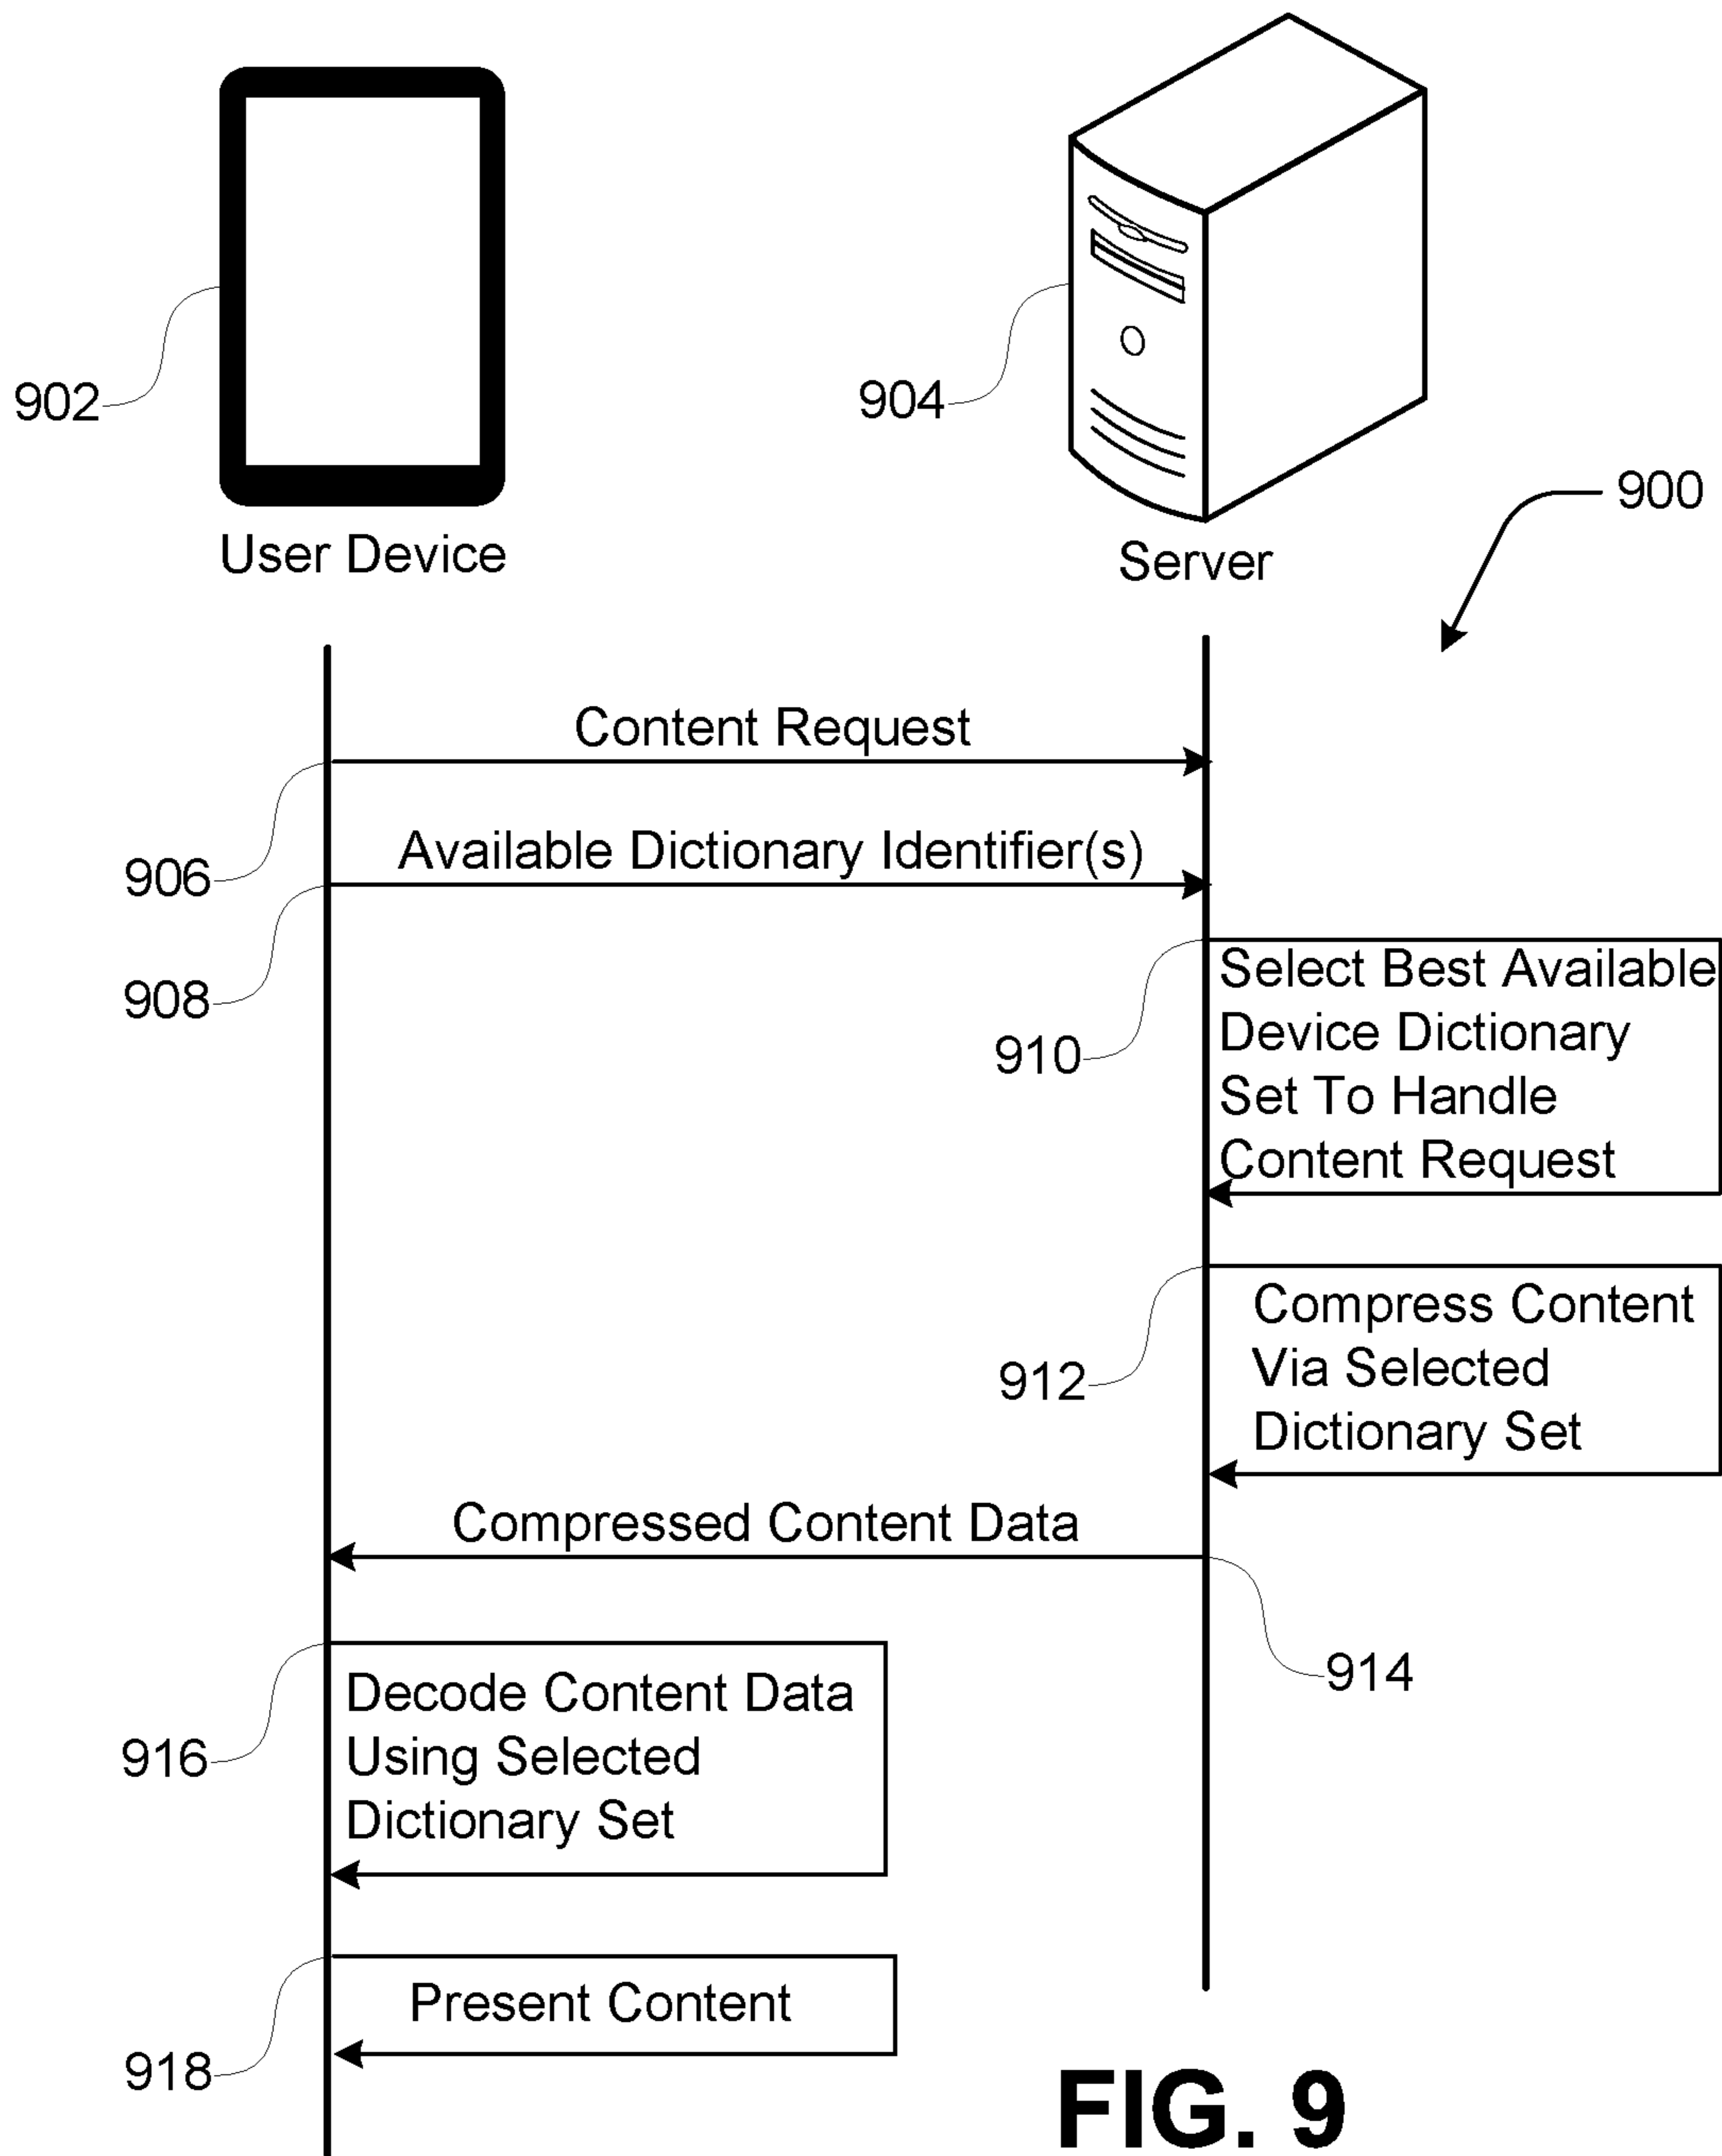 902
904
900
User Device
Server
Content Request
906
Available Dictionary Identifier(s)
908
910
Select Best Available
Device Dictionary
Set To Handle
Content Request
912
Compress Content
Via Selected
Dictionary Set
Compressed Content Data
914
916
Decode Content Data
Using Selected
Dictionary Set
918
Present Content
FIG. 9